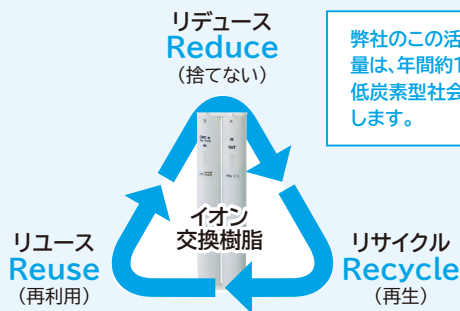 リデュース
Reduce
(捨てない)
弊社のこの活
量は、年間約1
低炭素型社会
します。
OUT
イオン
交換樹脂
リユース
Reuse
(再利用)
リサイクル
Recycle
(再生)